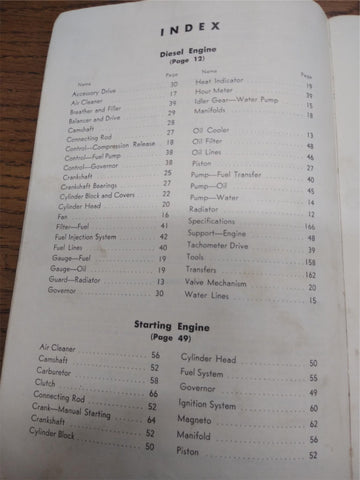 INDEX
Diesel Engine
(Page 12)
Name Page
Accessory Drive 30
Air Cleaner 17
Breather and Filler 39
Balancer and Drive 29
Camshaft 28
Connecting Rod 27
Control—Compression Release 18
Control—Fuel Pump 38
Control—Governor 38
Crankshaft 25
Crankshaft Bearings 27
Cylinder Block and Covers 22
Cylinder Head 20
Fan 16
Filter—Fuel 41
Fuel Injection System 42
Fuel Lines 40
Gauge—Fuel 19
Gauge—Oil 19
Guard—Radiator 13
Governor 30
Name Page
Heat Indicator 19
Hour Meter 39
Idler Gear—Water Pump 15
Manifolds 18
Oil Cooler 13
Oil Filter 48
Oil Lines 46
Piston 27
Pump—Fuel Transfer 40
Pump—Oil 45
Pump—Water 14
Radiator 12
Specifications 166
Support—Engine 48
Tachometer Drive 39
Tools 158
Transfers 162
Valve Mechanism 20
Water Lines 15
Starting Engine
(Page 49)
Air Cleaner 56
Camshaft 52
Carburetor 58
Clutch 66
Connecting Rod 52
Crank—Manual Starting 64
Crankshaft 52
Cylinder Block 50
Cylinder Head 50
Fuel System 55
Governor 49
Ignition System 60
Magneto 62
Manifold 56
Piston 52